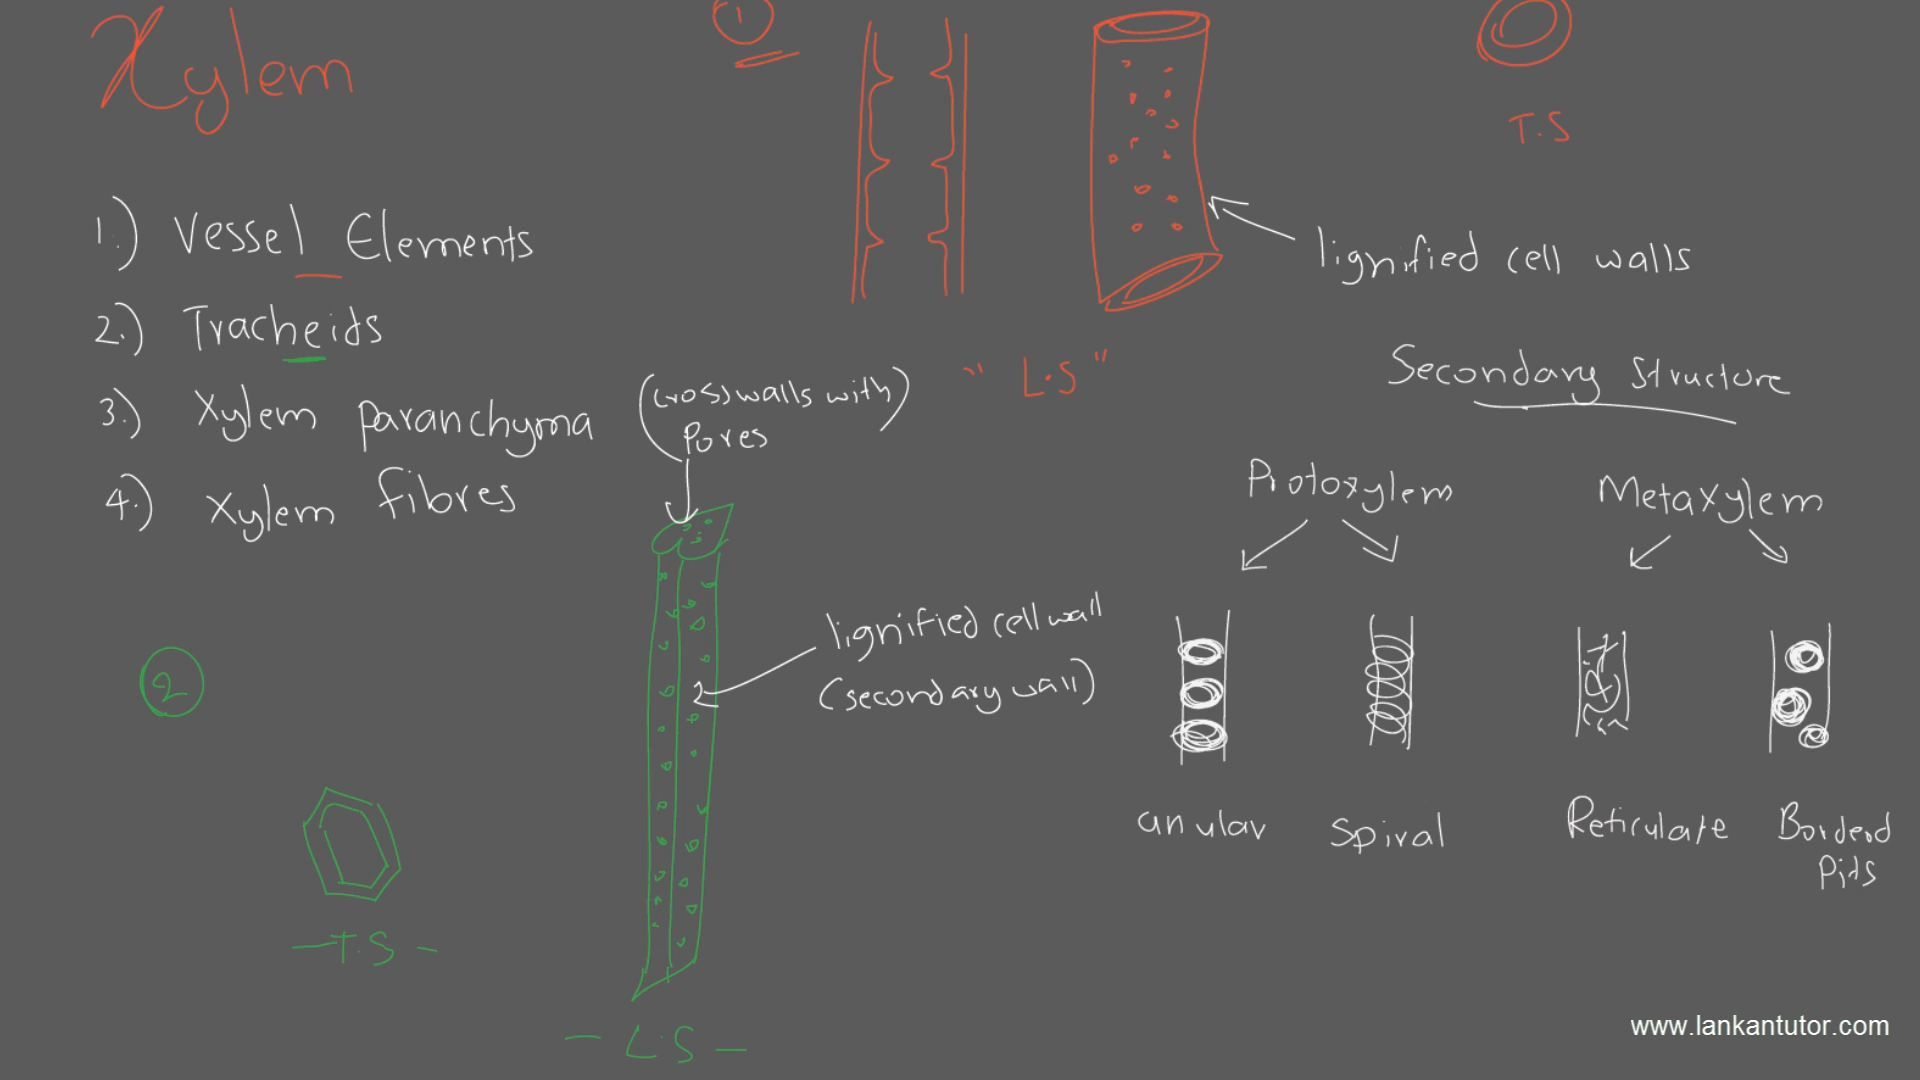 Xylem
1
T.S
1.) Vessel Elements
lignified cell walls
2.) Tracheids
"L.S"
Secondary Structure
3.) Xylem paranchyma
(Cross walls with
Pores)
4.) Xylem fibres
Protoxylem
Metaxylem
2
lignified cell wall
(secondary wall)
anular
Spiral
Reticulate
Borderd
Pits
- T.S -
- L.S -
www.lankantutor.com